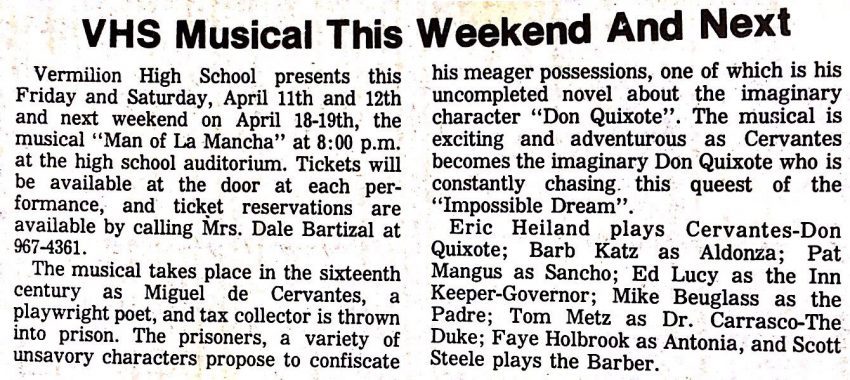 VHS Musical This Weekend And Next
Vermilion High School presents this
Friday and Saturday, April 11th and 12th
and next weekend on April 18-19th, the
musical "Man of La Mancha" at 8:00 p.m.
at the high school auditorium. Tickets will
be available at the door at each per-
formance, and ticket reservations are
available by calling Mrs. Dale Bartizal at
967-4361.
The musical takes place in the sixteenth
century as Miguel de Cervantes, a
playwright poet, and tax collector is thrown
into prison. The prisoners, a variety of
unsavory characters propose to confiscate
his meager possessions, one of which is his
uncompleted novel about the imaginary
character "Don Quixote". The musical is
exciting and adventurous as Cervantes
becomes the imaginary Don Quixote who is
constantly chasing this queest of the
"Impossible Dream".
Eric Heiland plays Cervantes-Don
Quixote; Barb Katz as Aldonza; Pat
Mangus as Sancho; Ed Lucy as the Inn
Keeper-Governor; Mike Beuglass as the
Padre; Tom Metz as Dr. Carrasco-The
Duke; Faye Holbrook as Antonia, and Scott
Steele plays the Barber.